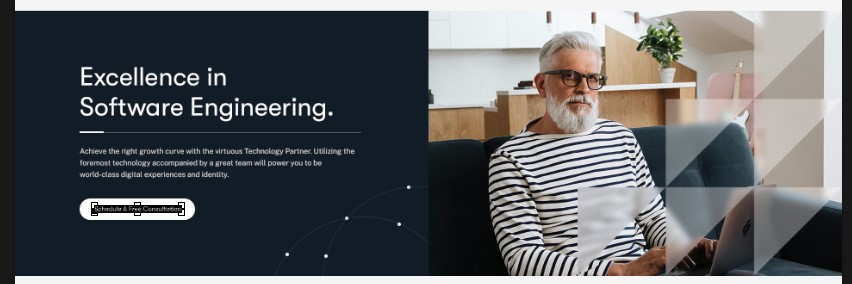 Excellence in
Software Engineering.
Achieve the right growth curve with the virtuous Technology Partner. Utilizing the
foremost technology accompanied by a great team will power you to be
world-class digital experiences and identity.
Schedule A Free Consultation